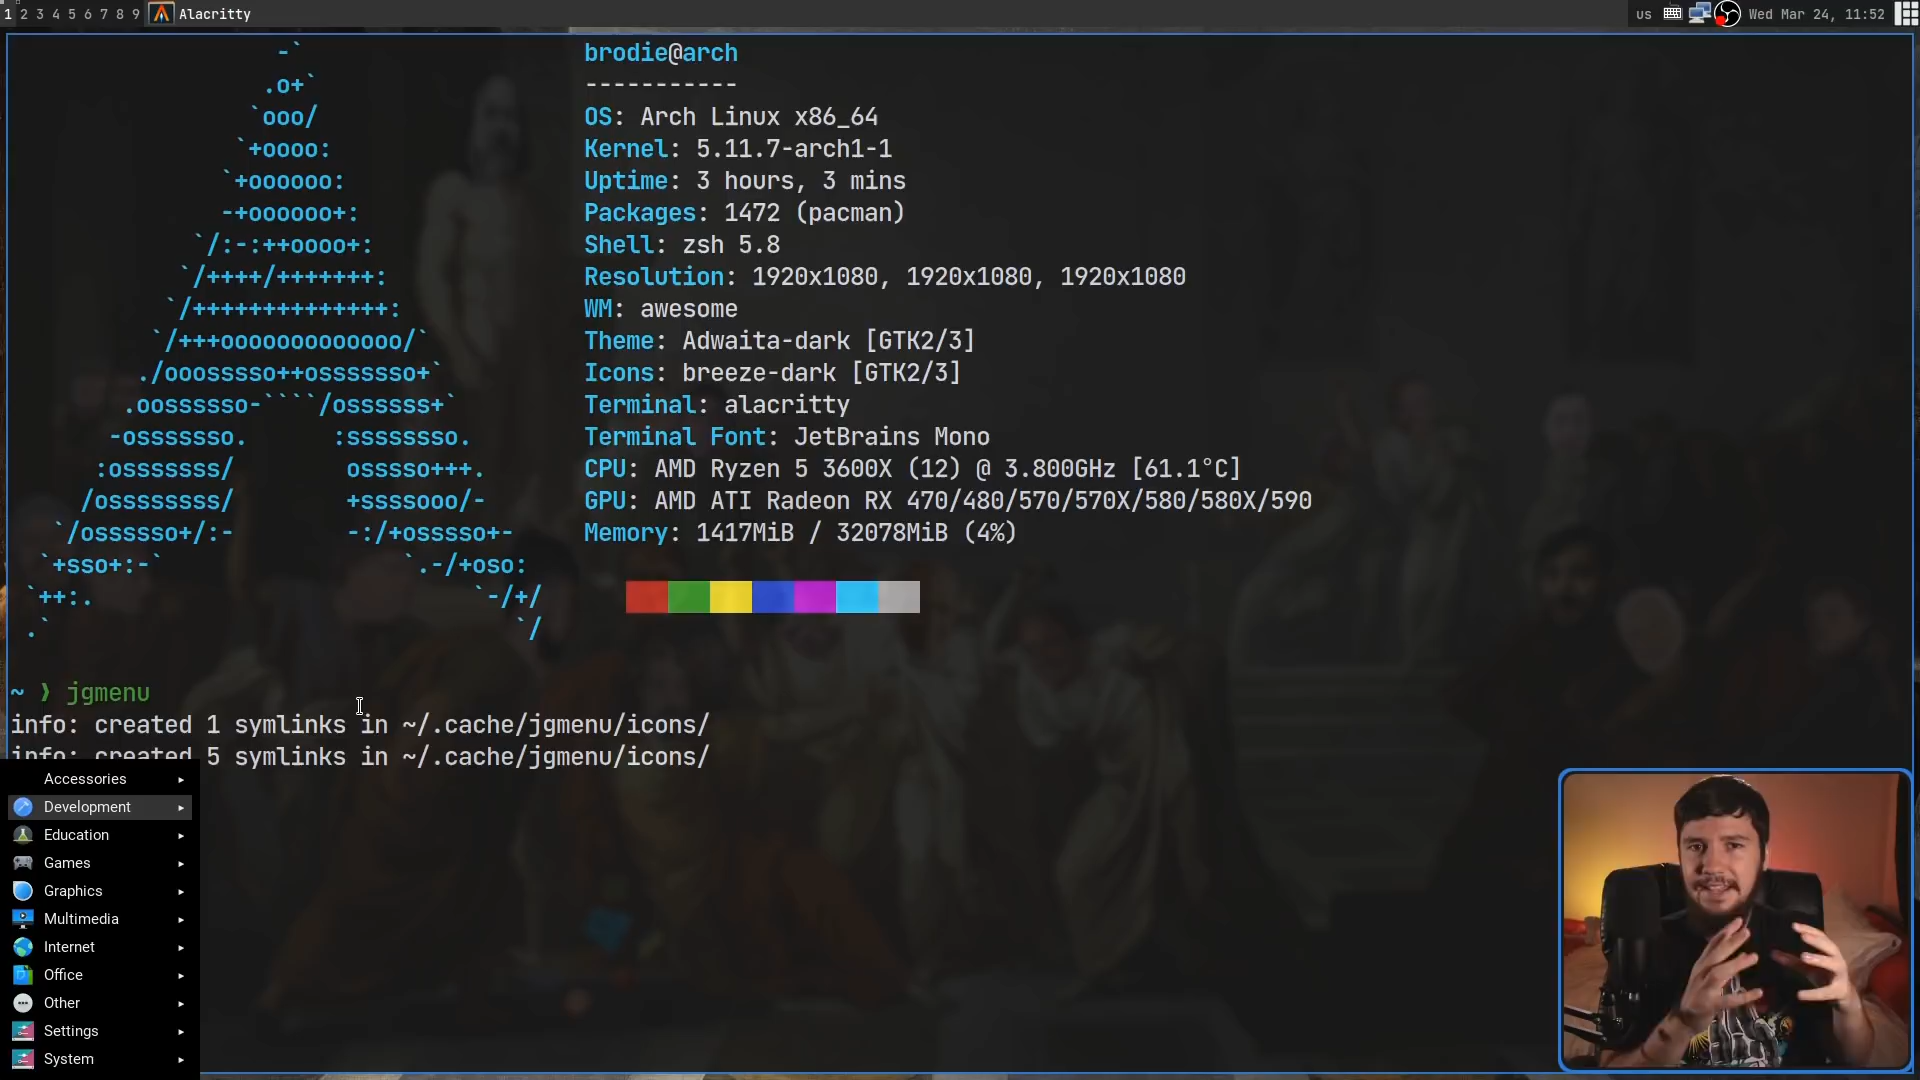 1 2 3 4 5 6 7 8 9 Alacritty us Wed Mar 24, 11:52
brodie@arch
-----------
OS: Arch Linux x86_64
Kernel: 5.11.7-arch1-1
Uptime: 3 hours, 3 mins
Packages: 1472 (pacman)
Shell: zsh 5.8
Resolution: 1920x1080, 1920x1080, 1920x1080
WM: awesome
Theme: Adwaita-dark [GTK2/3]
Icons: breeze-dark [GTK2/3]
Terminal: alacritty
Terminal Font: JetBrains Mono
CPU: AMD Ryzen 5 3600X (12) @ 3.800GHz [61.1°C]
GPU: AMD ATI Radeon RX 470/480/570/570X/580/580X/590
Memory: 1417MiB / 32078MiB (4%)
~ ❯ jgmenu
info: created 1 symlinks in ~/.cache/jgmenu/icons/
info: created 5 symlinks in ~/.cache/jgmenu/icons/
Accessories
Development
Education
Games
Graphics
Multimedia
Internet
Office
Other
Settings
System